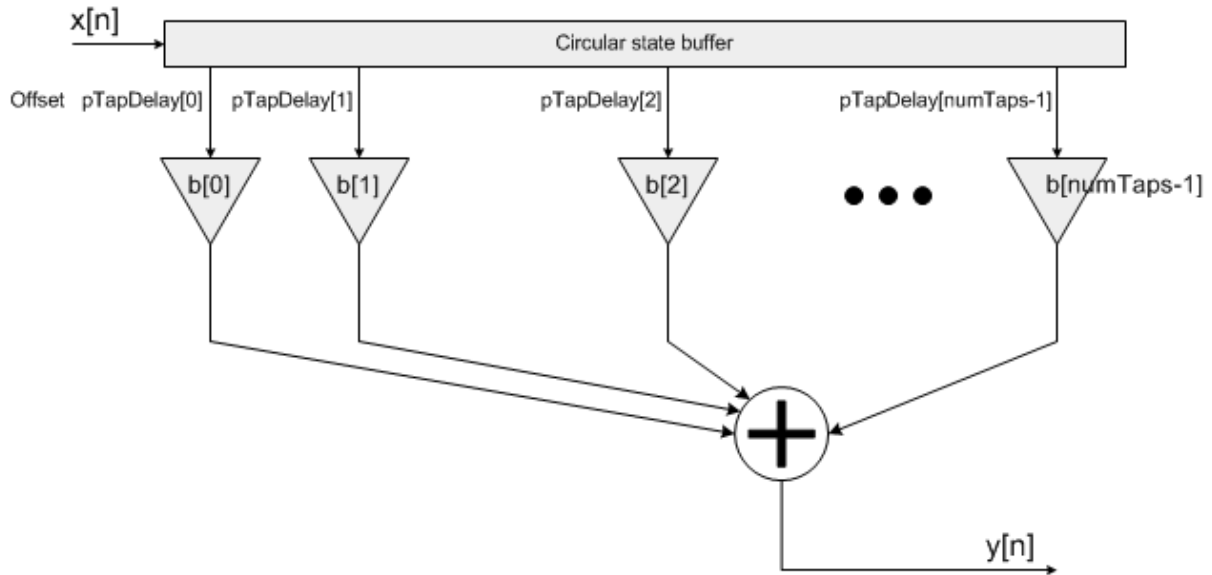 x[n]
Circular state buffer
Offset pTapDelay[0] pTapDelay[1] pTapDelay[2] pTapDelay[numTaps-1]
b[0] b[1] b[2] b[numTaps-1]
y[n]